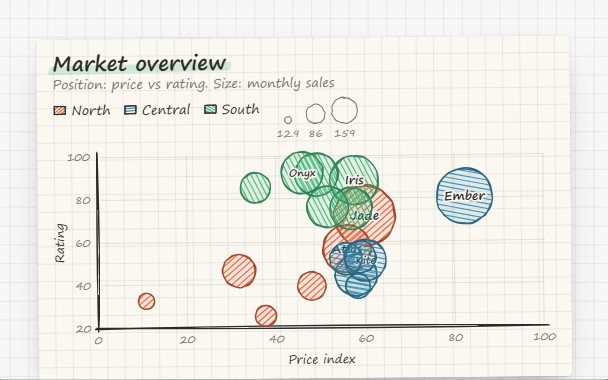 Market overview
Position: price vs rating. Size: monthly sales
North Central South
12.9 86 159
100
80
60
40
20
Rating
Onyx
Iris
Ember
Jade
0 20 40 60 80 100
Price index